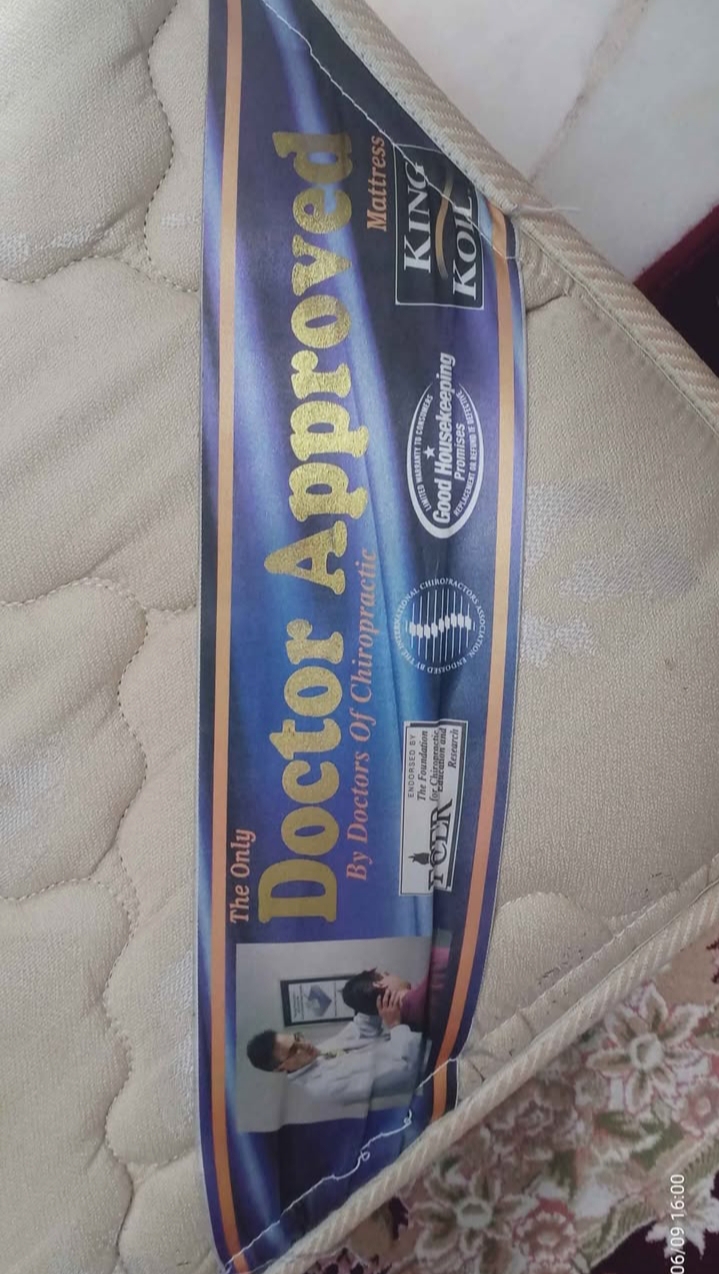 The Only
Doctor Approved
By Doctors Of Chiropractic
Mattress
ENDORSED BY
The Foundation
for Chiropractic
Education and
Research
FCER
ENDORSED BY THE INTERNATIONAL CHIROPRACTORS ASSOCIATION
LIMITED WARRANTY TO CONSUMERS
Good Housekeeping
Promises
REPLACEMENT OR REFUND IF DEFECTIVE
KING
KOIL
06/09 16:00